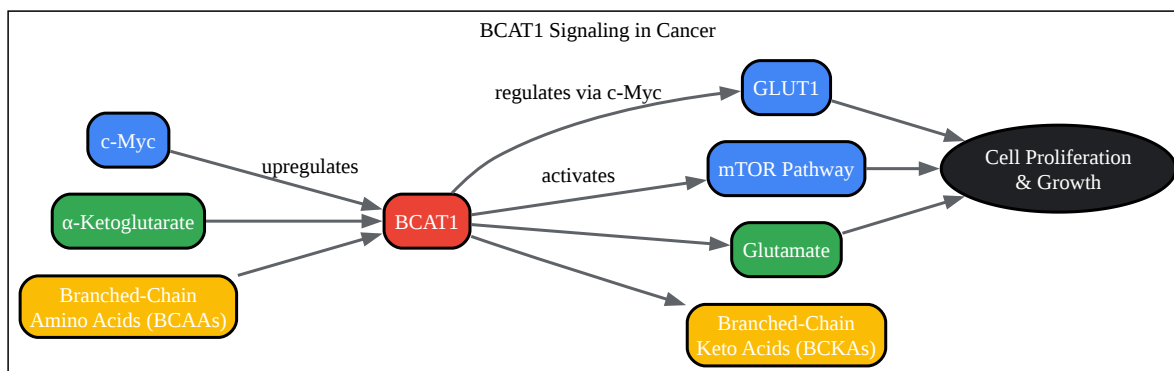 BCAT1 Signaling in Cancer
c-Myc
α-Ketoglutarate
Branched-Chain
Amino Acids (BCAAs)
upregulates
BCAT1
regulates via c-Myc
activates
GLUT1
mTOR Pathway
Glutamate
Branched-Chain
Keto Acids (BCKAs)
Cell Proliferation
& Growth